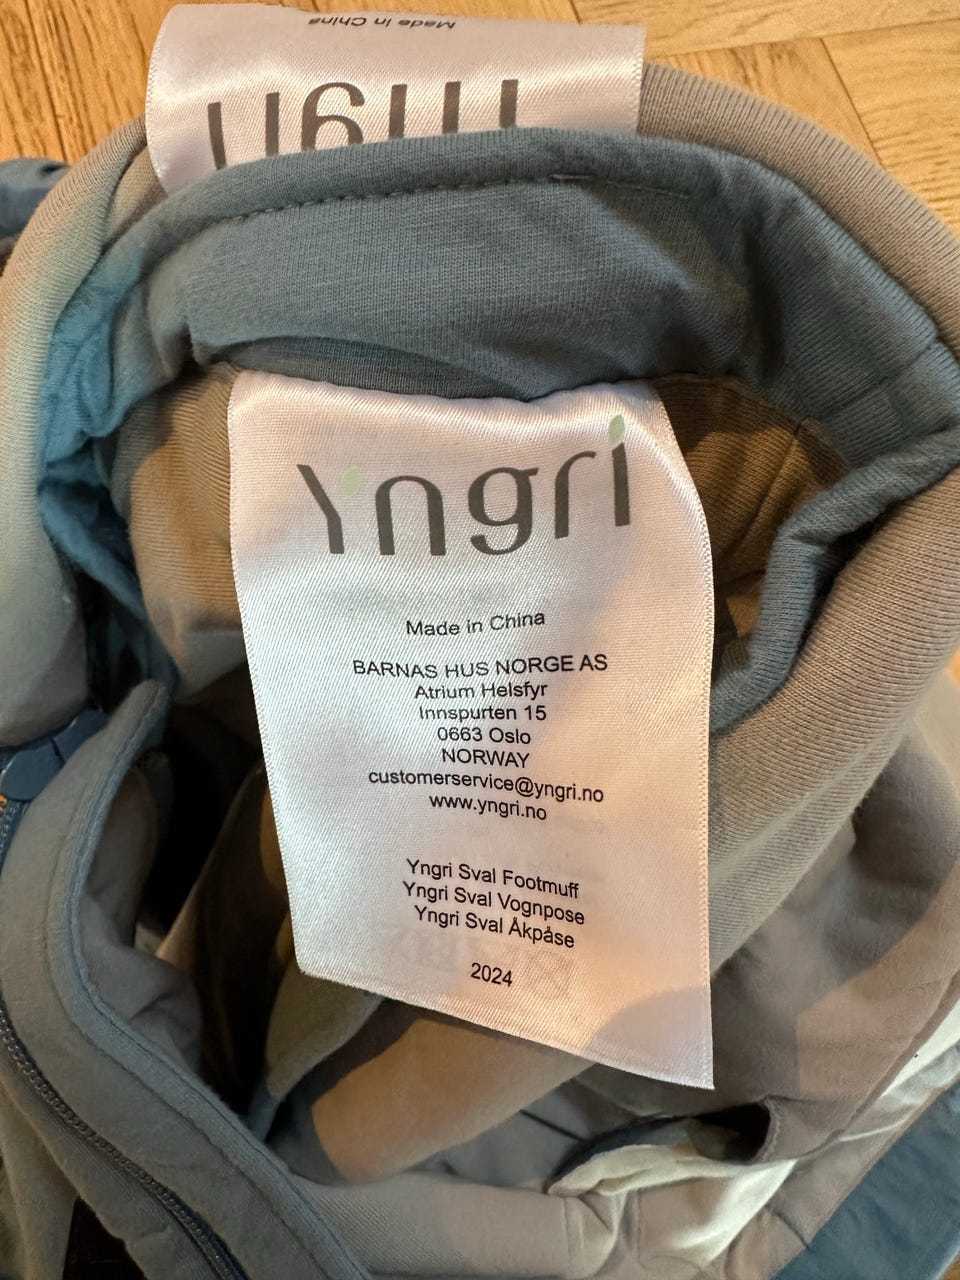 Made in China
Yngri
Yngri
Made in China
BARNAS HUS NORGE AS
Atrium Helsfyr
Innspurten 15
0663 Oslo
NORWAY
customerservice@yngri.no
www.yngri.no
Yngri Sval Footmuff
Yngri Sval Vognpose
Yngri Sval Åkpåse
2024